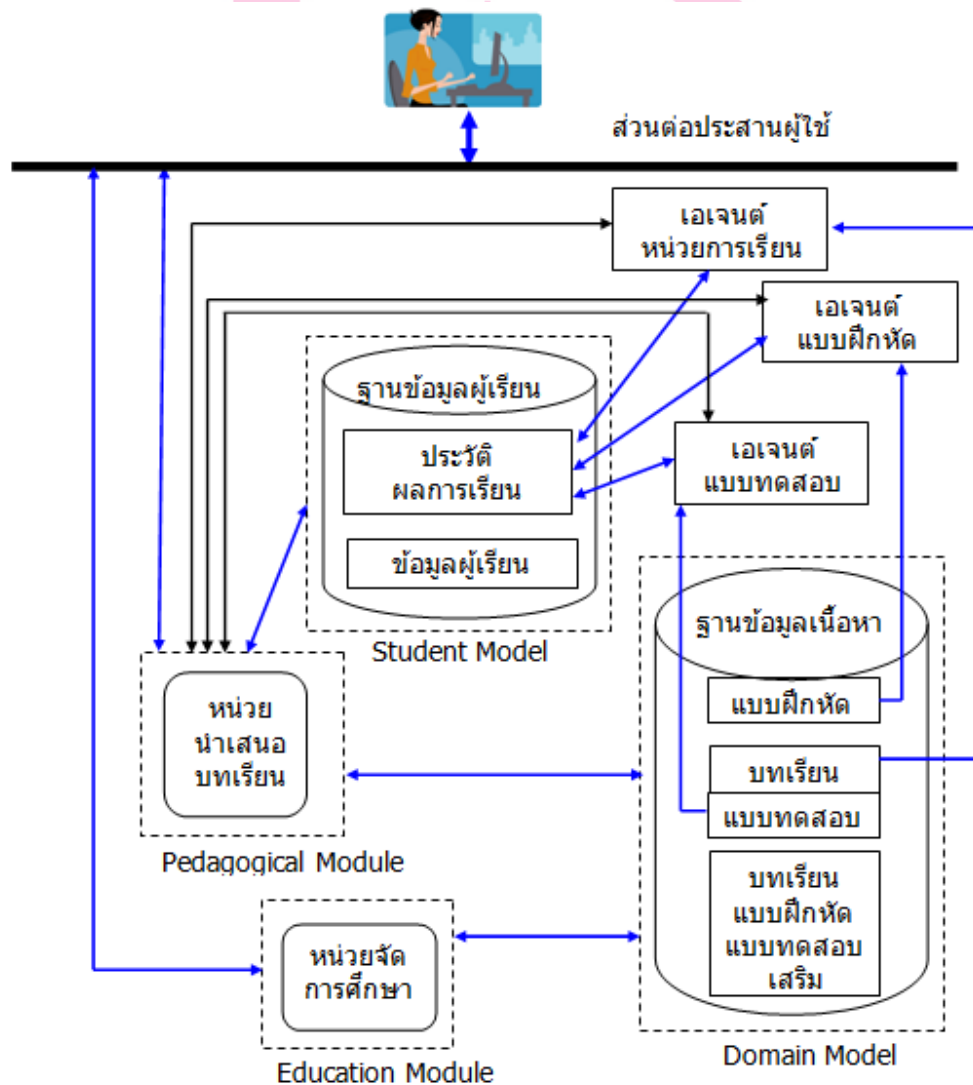 ส่วนต่อประสานผู้ใช้
เอเจนต์
หน่วยการเรียน
เอเจนต์
แบบฝึกหัด
ฐานข้อมูลผู้เรียน
ประวัติ
ผลการเรียน
เอเจนต์
แบบทดสอบ
ข้อมูลผู้เรียน
Student Model
ฐานข้อมูลเนื้อหา
แบบฝึกหัด
หน่วย
นำเสนอ
บทเรียน
บทเรียน
แบบทดสอบ
Pedagogical Module
บทเรียน
แบบฝึกหัด
แบบทดสอบ
เสริม
หน่วยจัด
การศึกษา
Domain Model
Education Module